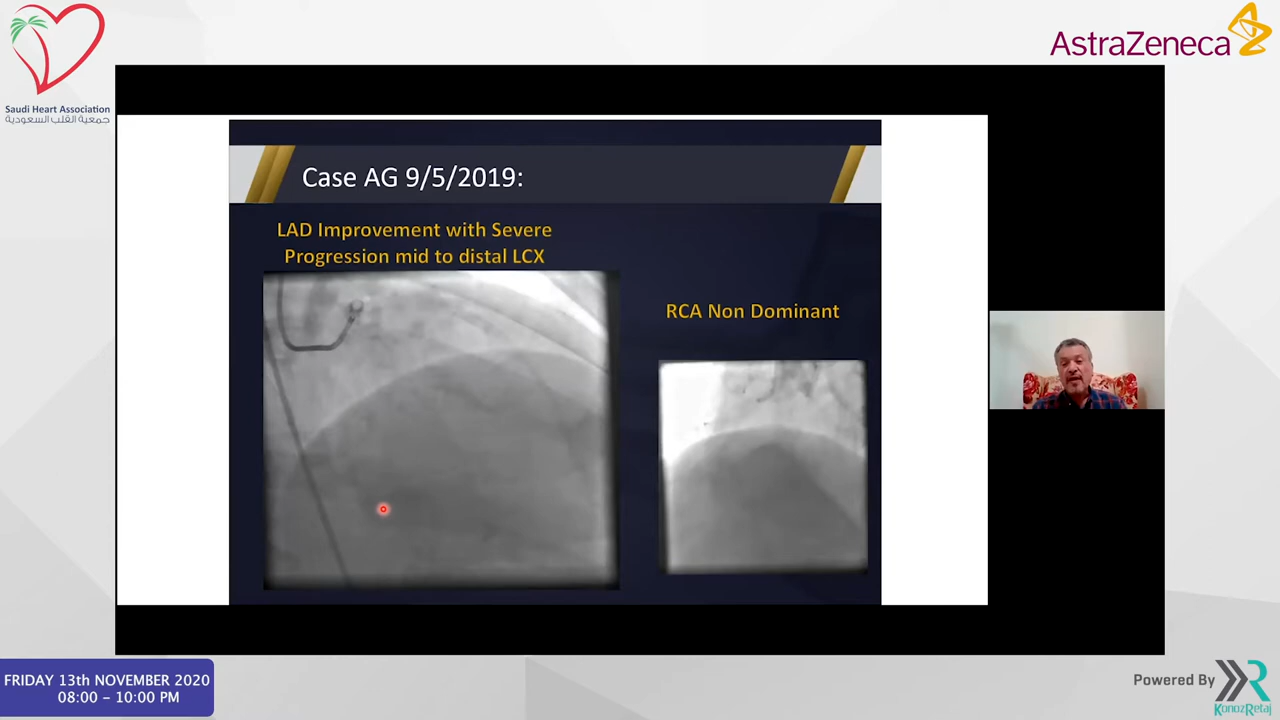 Saudi Heart Association
جمعية القلب السعودية
AstraZeneca
Case AG 9/5/2019:
LAD Improvement with Severe
Progression mid to distal LCX
RCA Non Dominant
FRIDAY 13th NOVEMBER 2020
08:00 – 10:00 PM
Powered By
KonozRetaj